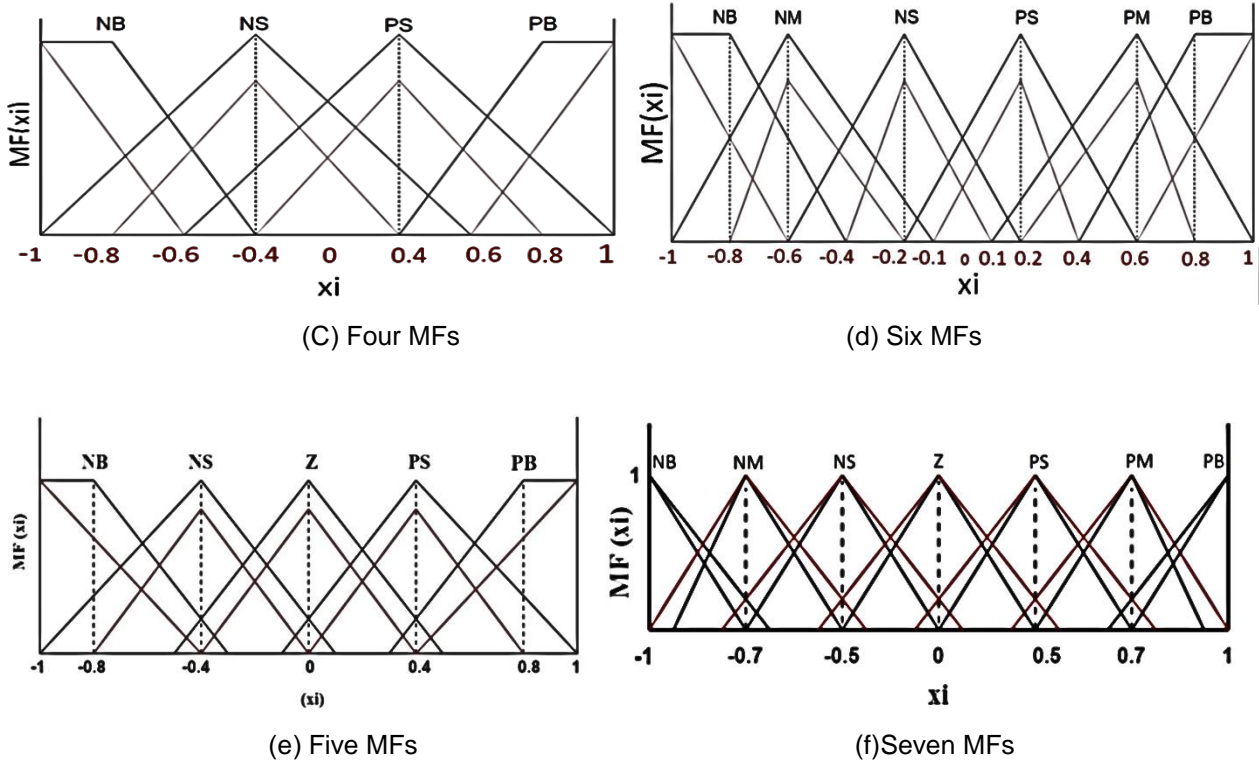 NB NS PS PB
MF(xi)
-1 -0.8 -0.6 -0.4 0 0.4 0.6 0.8 1
xi
(C) Four MFs
NB NM NS PS PM PB
MF(xi)
-1 -0.8 -0.6 -0.4 -0.2 -0.1 0 0.1 0.2 0.4 0.6 0.8 1
xi
(d) Six MFs
NB NS Z PS PB
MF (xi)
-1 -0.8 -0.4 0 0.4 0.8 1
(xi)
(e) Five MFs
NB NM NS Z PS PM PB
1 1
MF (xi)
-1 -0.7 -0.5 0 0.5 0.7 1
xi
(f)Seven MFs